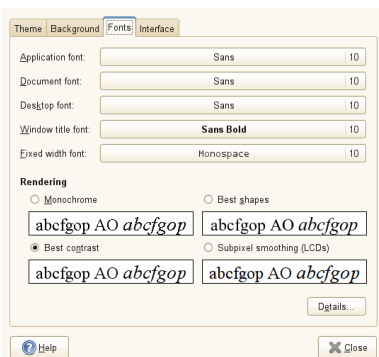 Theme Background Fonts Interface
Application font: Sans 10
Document font: Sans 10
Desktop font: Sans 10
Window title font: Sans Bold 10
Fixed width font: Monospace 10
Rendering
Monochrome Best shapes
abcfgop AO abcfgop abcfgop AO abcfgop
Best contrast Subpixel smoothing (LCDs)
abcfgop AO abcfgop abcfgop AO abcfgop
Details...
Help Close